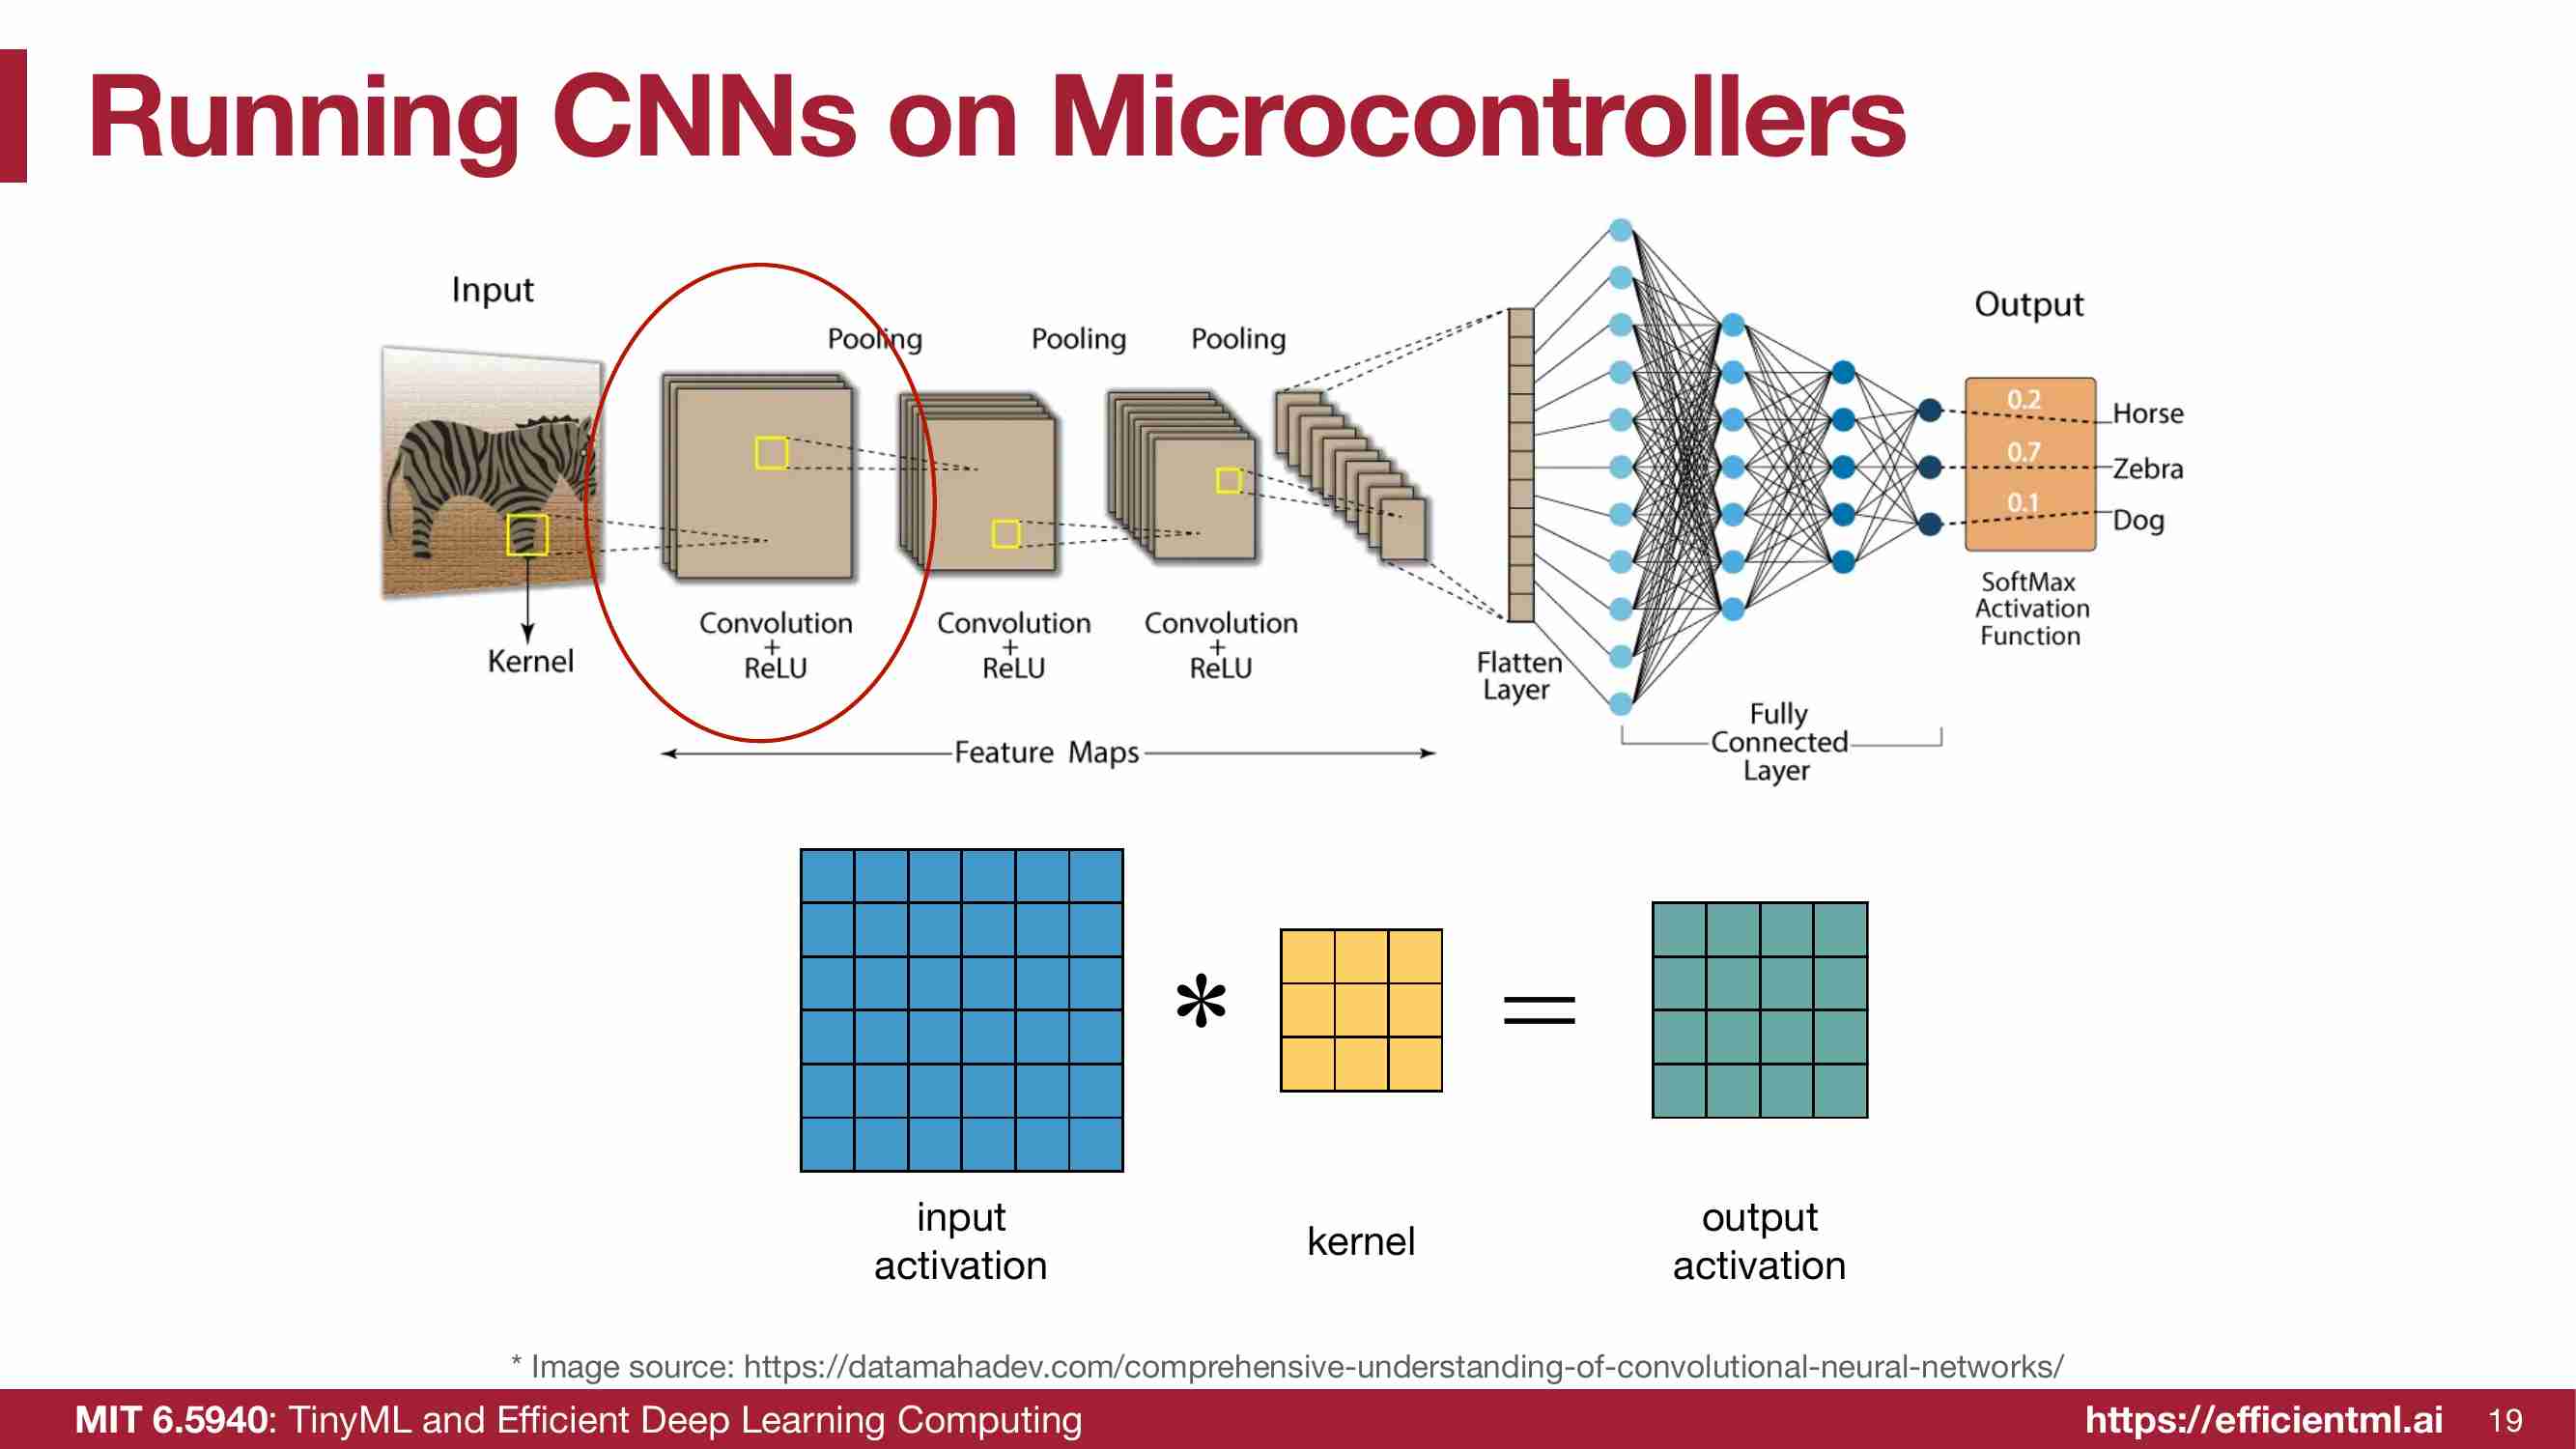 Running CNNs on Microcontrollers
Input
Pooling
Pooling
Pooling
Output
0.2
0.7
0.1
Horse
Zebra
Dog
SoftMax
Activation
Function
Kernel
Convolution
+
ReLU
Convolution
+
ReLU
Convolution
+
ReLU
Flatten
Layer
Fully
Connected
Layer
Feature Maps
*
=
input
activation
kernel
output
activation
* Image source: https://datamahadev.com/comprehensive-understanding-of-convolutional-neural-networks/
MIT 6.5940: TinyML and Efficient Deep Learning Computing
https://efficientml.ai
19